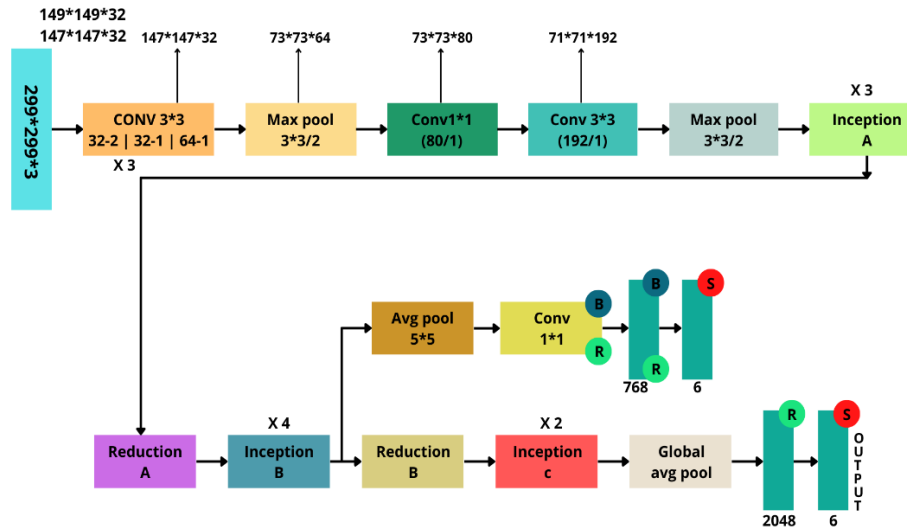 149*149*32
147*147*32
147*147*32
73*73*64
73*73*80
71*71*192
299*299*3
CONV 3*3
32-2 | 32-1 | 64-1
X 3
Max pool
3*3/2
Conv1*1
(80/1)
Conv 3*3
(192/1)
Max pool
3*3/2
X 3
Inception
A
Avg pool
5*5
Conv
1*1
B
R
B
R
768
S
6
Reduction
A
X 4
Inception
B
Reduction
B
X 2
Inception
c
Global
avg pool
R
2048
S
6
OUTPUT